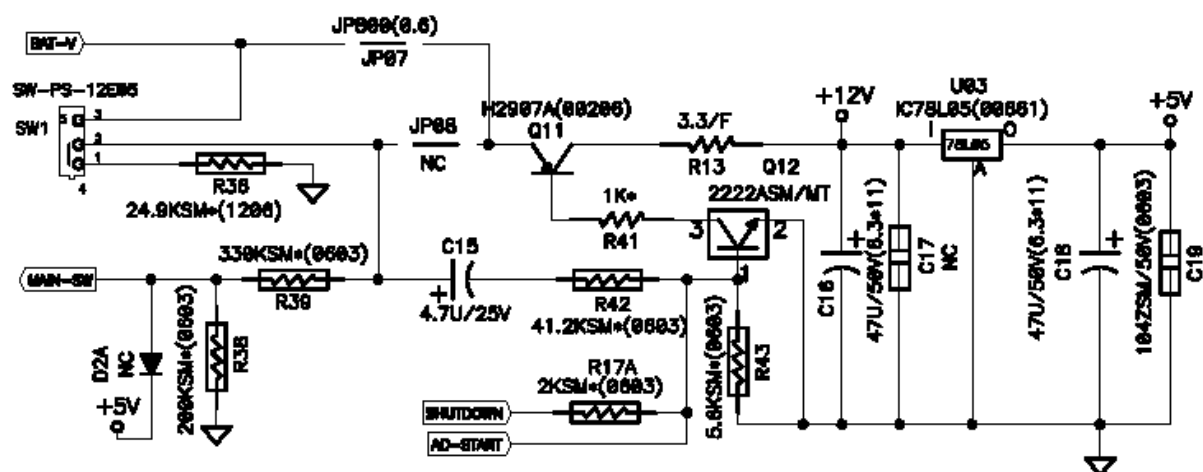 JP809(0.6)
BAT-V
JP07
SW-PS-12EW6
SW1
5
3
2
1
4
JP08
NC
H2907A(00206)
Q11
3.3/F
R13
+12V
U03
IC78L05(00661)
I
78L05
O
A
+5V
R36
24.9KSM*(1206)
1K*
R41
Q12
2222ASM/MT
3
2
1
MAIN-SW
330KSM*(0603)
R39
C15
+
4.7U/25V
R42
41.2KSM*(0603)
D2A
NC
+5V
200KSM*(0603)
R38
R17A
2KSM*(0603)
SHUTDOWN
AD-START
5.6KSM*(0603)
R43
+
C16
47U/50V(6.3*11)
C17
NC
47U/50V(6.3*11)
C18
+
104ZSM/50V(0603)
C19